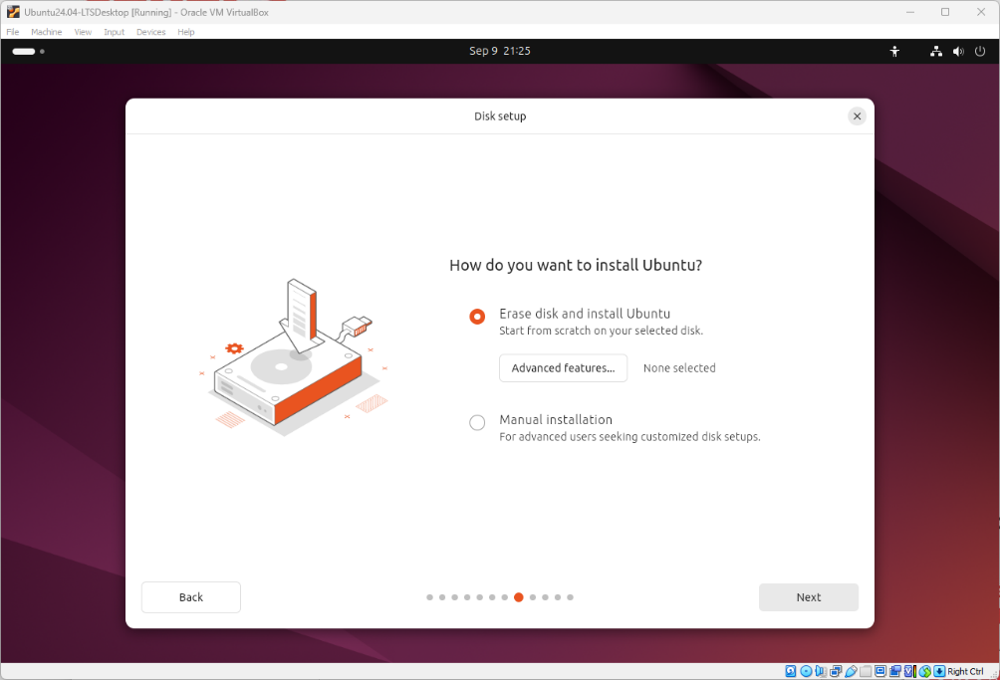 Ubuntu24.04-LTSDesktop [Running] - Oracle VM VirtualBox
File Machine View Input Devices Help
Sep 9 21:25
Disk setup
How do you want to install Ubuntu?
Erase disk and install Ubuntu
Start from scratch on your selected disk.
Advanced features... None selected
Manual installation
For advanced users seeking customized disk setups.
Back Next
Right Ctrl